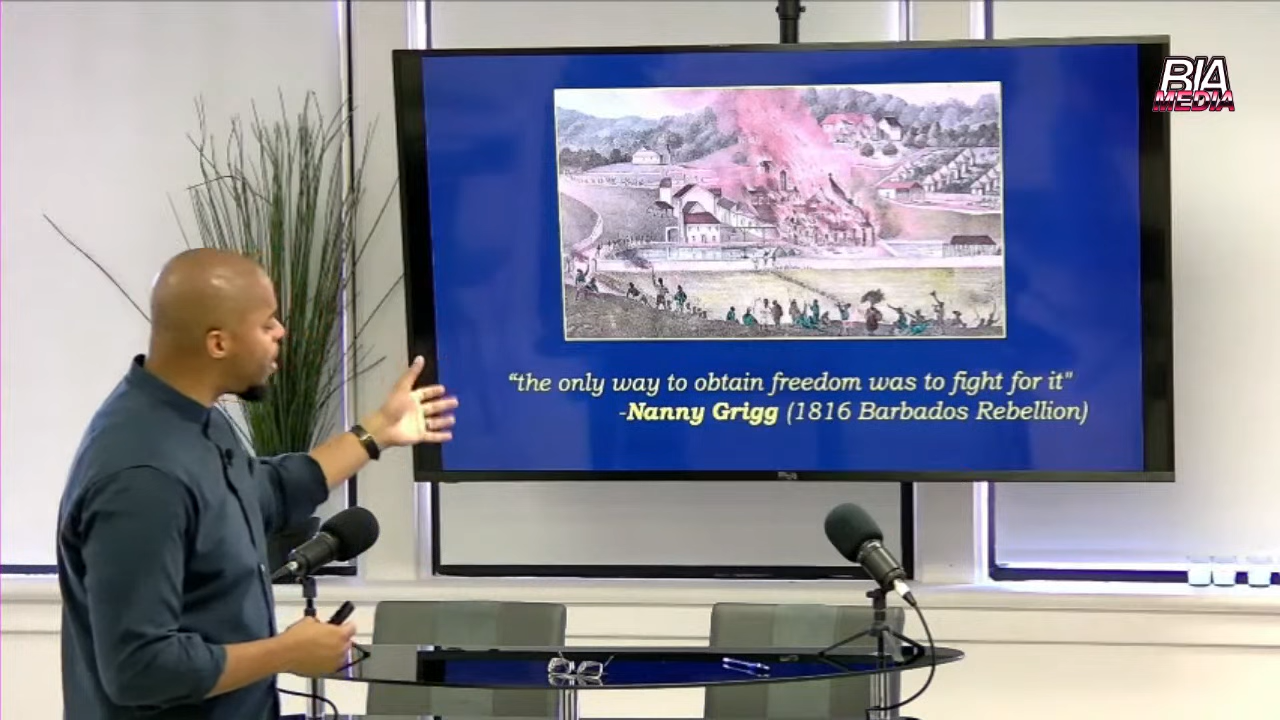 BIA
MEDIA
“the only way to obtain freedom was to fight for it"
-Nanny Grigg (1816 Barbados Rebellion)